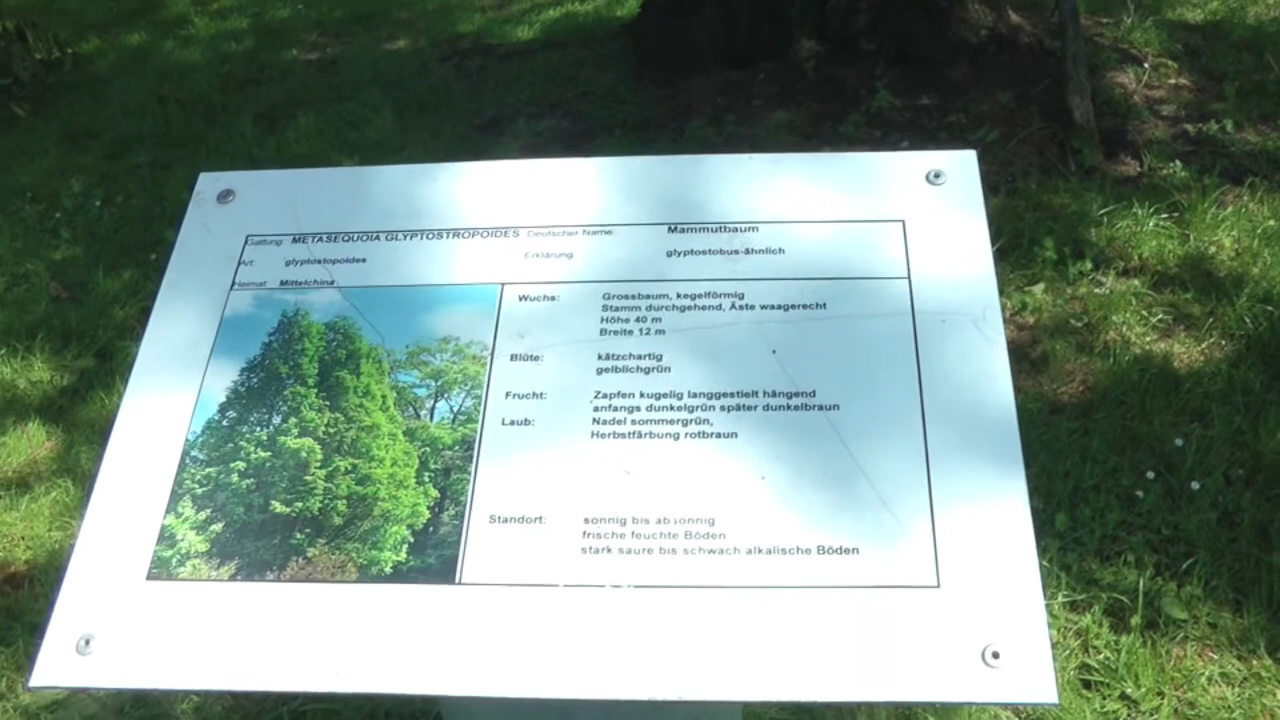 Gattung: METASEQUOIA GLYPTOSTROPOIDES Deutscher Name: Mammutbaum
Art: glyptostopoides Erklärung glyptostobus-ähnlich
Heimat: Mittelchina
Wuchs: Grossbaum, kegelförmig
Stamm durchgehend, Äste waagerecht
Höhe 40 m
Breite 12 m
Blüte: kätzchartig
gelblichgrün
Frucht: Zapfen kugelig langgestielt hängend
anfangs dunkelgrün später dunkelbraun
Laub: Nadel sommergrün,
Herbstfärbung rotbraun
Standort: sonnig bis absonnig
frische feuchte Böden
stark saure bis schwach alkalische Böden